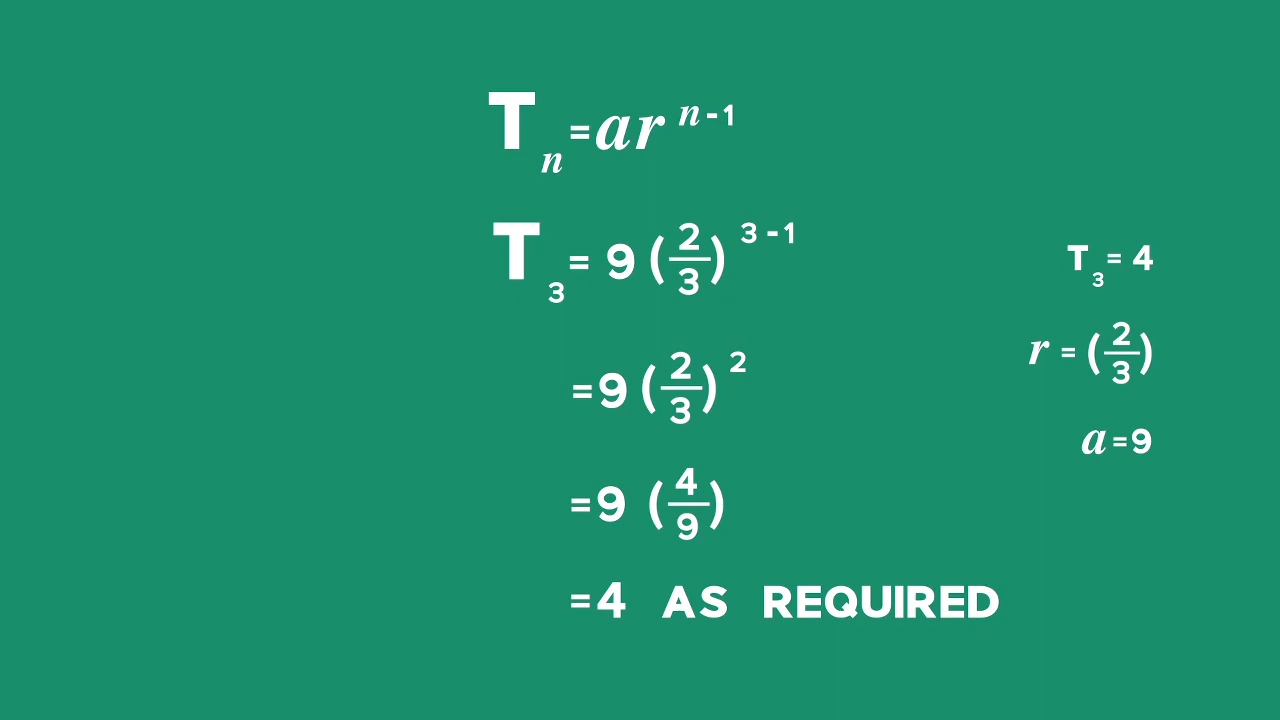 Tₙ = arⁿ⁻¹
T₃ = 9 (2/3)³⁻¹
= 9 (2/3)²
= 9 (4/9)
= 4 AS REQUIRED
T₃ = 4
r = (2/3)
a = 9